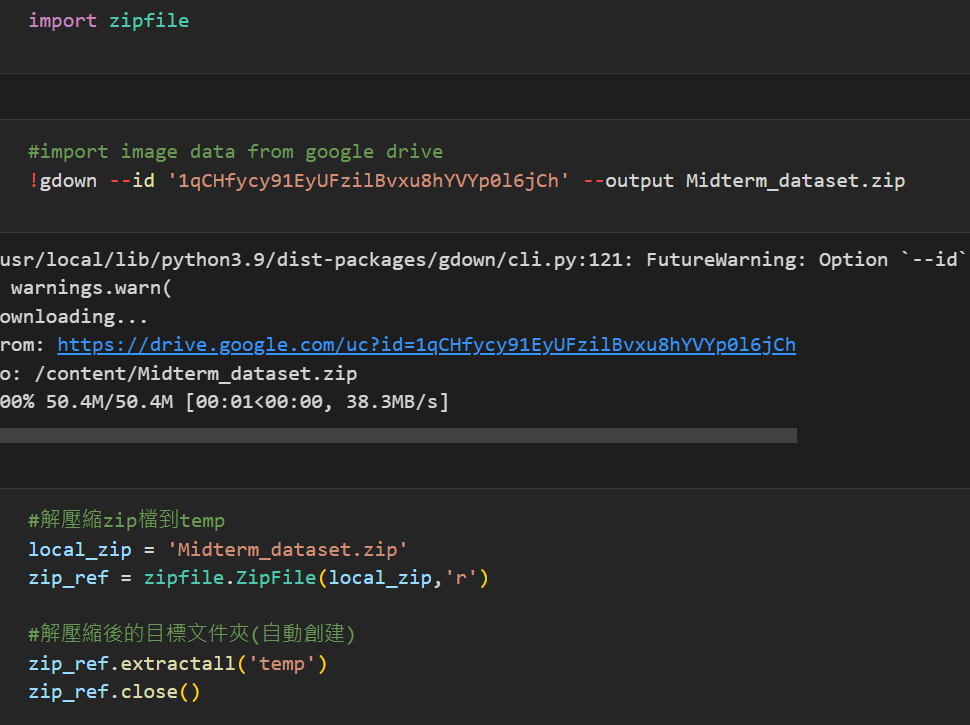 import zipfile
#import image data from google drive
!gdown --id '1qCHfycy91EyUFzilBvxu8hYVYp0l6jCh' --output Midterm_dataset.zip
usr/local/lib/python3.9/dist-packages/gdown/cli.py:121: FutureWarning: Option `--id`
warnings.warn(
ownloading...
rom: https://drive.google.com/uc?id=1qCHfycy91EyUFzilBvxu8hYVYp0l6jCh
o: /content/Midterm_dataset.zip
00% 50.4M/50.4M [00:01<00:00, 38.3MB/s]
#解壓縮zip檔到temp
local_zip = 'Midterm_dataset.zip'
zip_ref = zipfile.ZipFile(local_zip,'r')
#解壓縮後的目標文件夾(自動創建)
zip_ref.extractall('temp')
zip_ref.close()